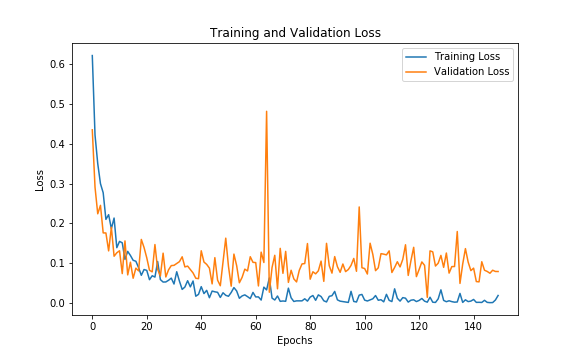 Training and Validation Loss
Training Loss
Validation Loss
Loss
0.6
0.5
0.4
0.3
0.2
0.1
0.0
0 20 40 60 80 100 120 140
Epochs